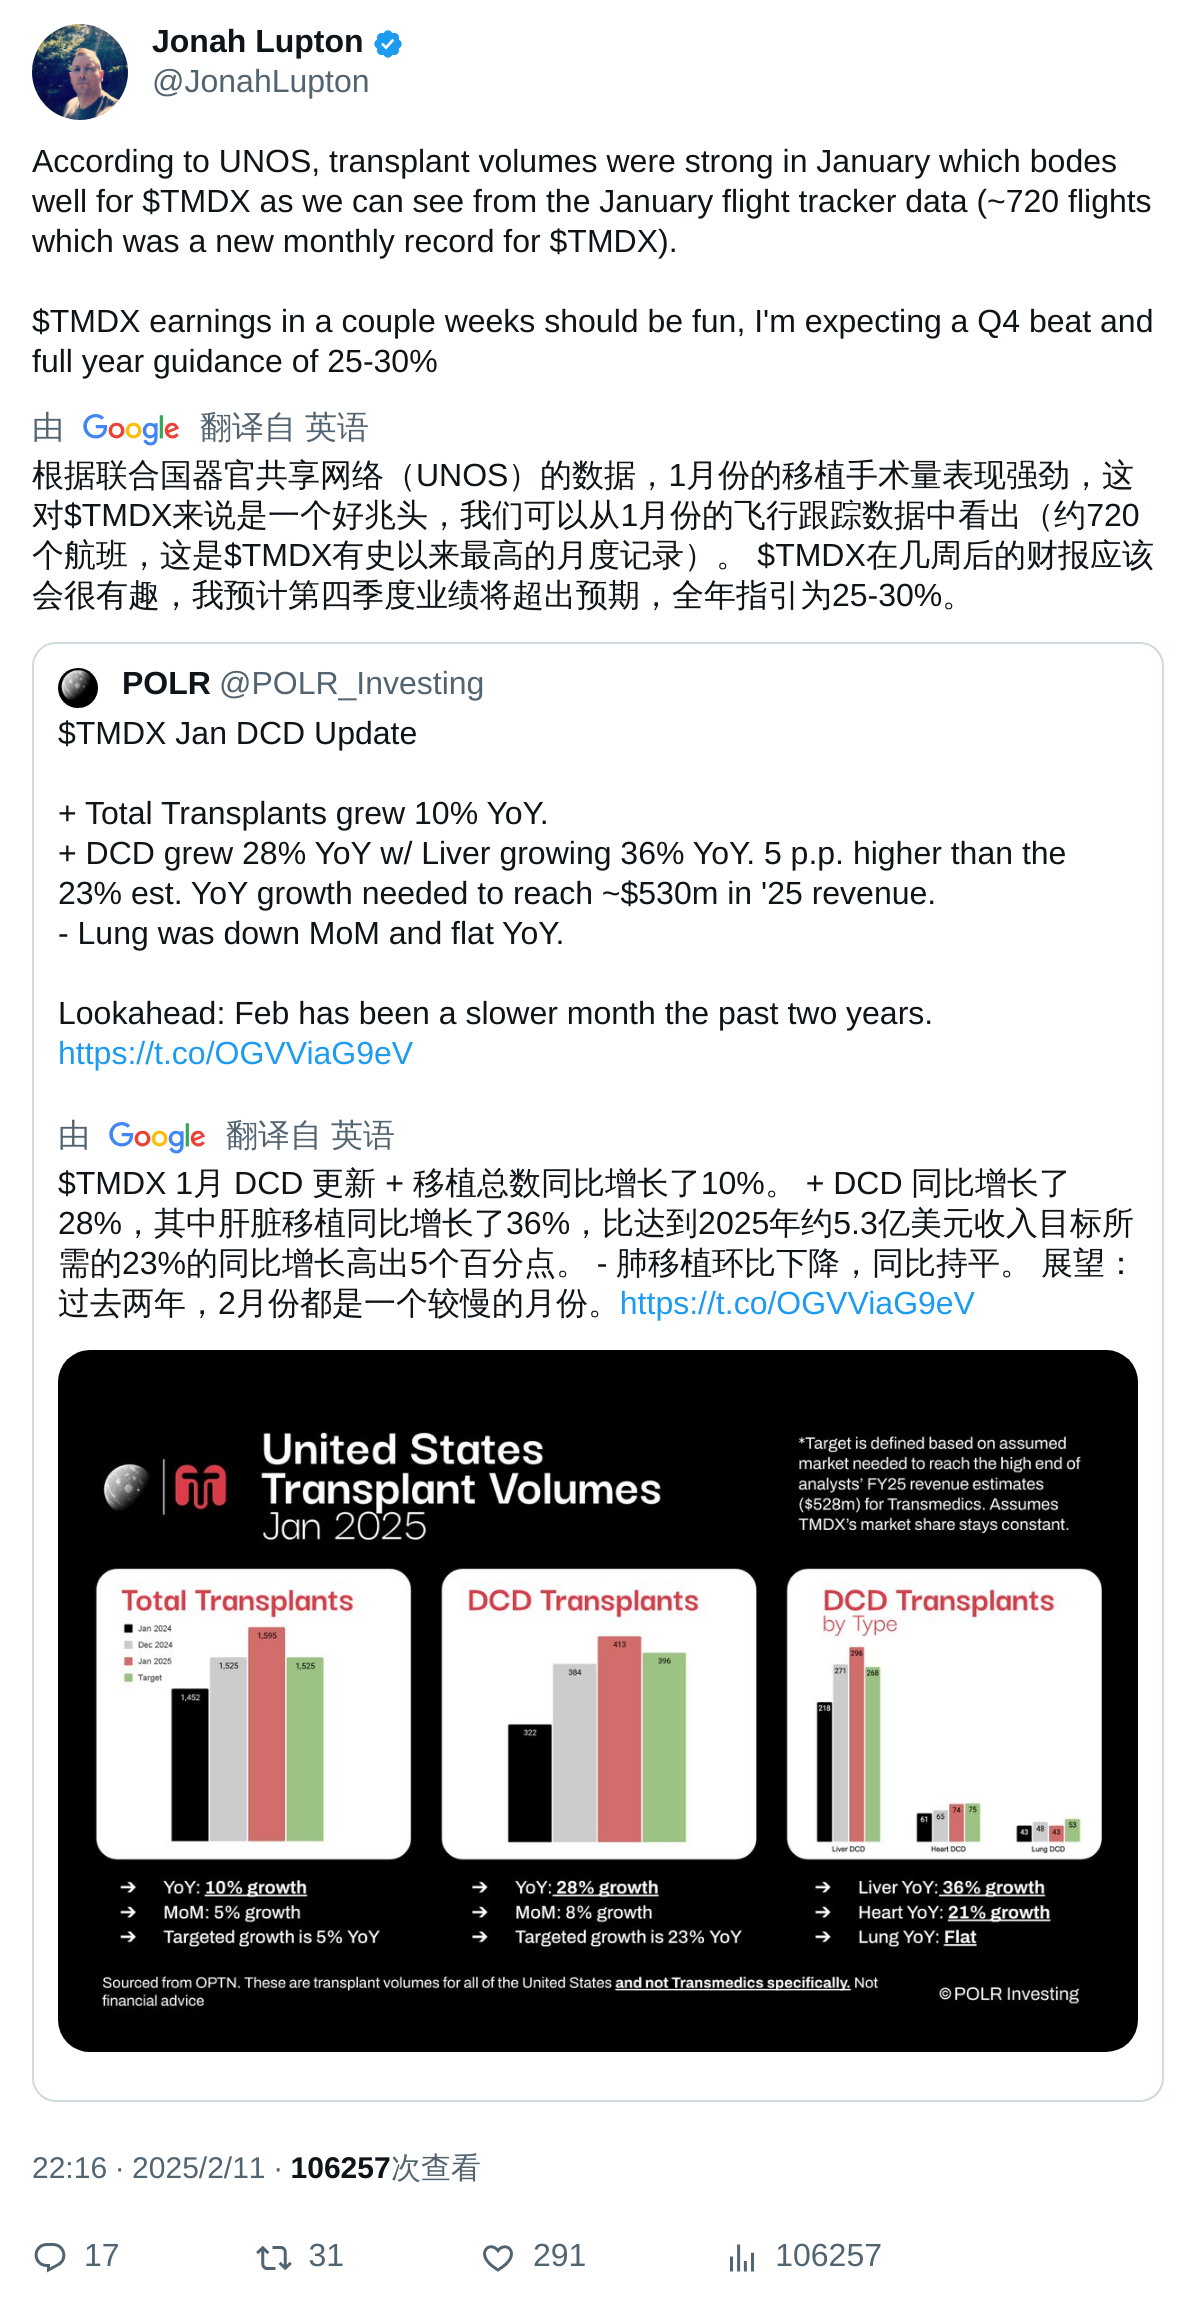 Jonah Lupton
@JonahLupton
According to UNOS, transplant volumes were strong in January which bodes
well for $TMDX as we can see from the January flight tracker data (~720 flights
which was a new monthly record for $TMDX).
$TMDX earnings in a couple weeks should be fun, I'm expecting a Q4 beat and
full year guidance of 25-30%
由 Google 翻译自 英语
根据联合国器官共享网络（UNOS）的数据，1月份的移植手术量表现强劲，这
对$TMDX来说是一个好兆头，我们可以从1月份的飞行跟踪数据中看出（约720
个航班，这是$TMDX有史以来最高的月度记录）。 $TMDX在几周后的财报应该
会很有趣，我预计第四季度业绩将超出预期，全年指引为25-30%。
POLR @POLR_Investing
$TMDX Jan DCD Update
+ Total Transplants grew 10% YoY.
+ DCD grew 28% YoY w/ Liver growing 36% YoY. 5 p.p. higher than the
23% est. YoY growth needed to reach ~$530m in '25 revenue.
- Lung was down MoM and flat YoY.
Lookahead: Feb has been a slower month the past two years.
https://t.co/OGVViaG9eV
由 Google 翻译自 英语
$TMDX 1月 DCD 更新 + 移植总数同比增长了10%。 + DCD 同比增长了
28%，其中肝脏移植同比增长了36%，比达到2025年约5.3亿美元收入目标所
需的23%的同比增长高出5个百分点。 - 肺移植环比下降，同比持平。 展望：
过去两年，2月份都是一个较慢的月份。https://t.co/OGVViaG9eV
United States
Transplant Volumes
Jan 2025
*Target is defined based on assumed
market needed to reach the high end of
analysts' FY25 revenue estimates
($528m) for Transmedics. Assumes
TMDX's market share stays constant.
Total Transplants
Jan 2024
Dec 2024
Jan 2025
Target
1,452
1,525
1,595
1,525
DCD Transplants
322
384
413
396
DCD Transplants
by Type
218
271
296
268
61
65
74
75
43
48
43
53
Liver DCD
Heart DCD
Lung DCD
➔ YoY: 10% growth
➔ MoM: 5% growth
➔ Targeted growth is 5% YoY
➔ YoY: 28% growth
➔ MoM: 8% growth
➔ Targeted growth is 23% YoY
➔ Liver YoY: 36% growth
➔ Heart YoY: 21% growth
➔ Lung YoY: Flat
Sourced from OPTN. These are transplant volumes for all of the United States and not Transmedics specifically. Not
financial advice
© POLR Investing
22:16 · 2025/2/11 · 106257次查看
17
31
291
106257